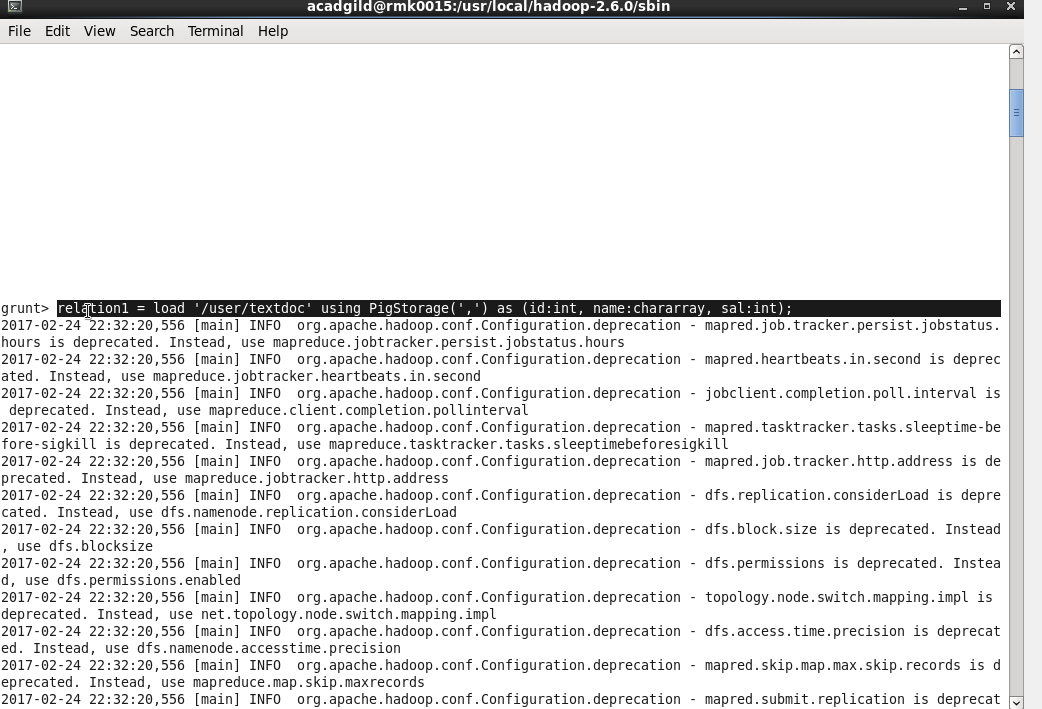 acadgild@rmk0015:/usr/local/hadoop-2.6.0/sbin
File Edit View Search Terminal Help
grunt> relation1 = load '/user/textdoc' using PigStorage(',') as (id:int, name:chararray, sal:int);
2017-02-24 22:32:20,556 [main] INFO  org.apache.hadoop.conf.Configuration.deprecation - mapred.job.tracker.persist.jobstatus.
hours is deprecated. Instead, use mapreduce.jobtracker.persist.jobstatus.hours
2017-02-24 22:32:20,556 [main] INFO  org.apache.hadoop.conf.Configuration.deprecation - mapred.heartbeats.in.second is deprec
ated. Instead, use mapreduce.jobtracker.heartbeats.in.second
2017-02-24 22:32:20,556 [main] INFO  org.apache.hadoop.conf.Configuration.deprecation - jobclient.completion.poll.interval is
 deprecated. Instead, use mapreduce.client.completion.pollinterval
2017-02-24 22:32:20,556 [main] INFO  org.apache.hadoop.conf.Configuration.deprecation - mapred.tasktracker.tasks.sleeptime-be
fore-sigkill is deprecated. Instead, use mapreduce.tasktracker.tasks.sleeptimebeforesigkill
2017-02-24 22:32:20,556 [main] INFO  org.apache.hadoop.conf.Configuration.deprecation - mapred.job.tracker.http.address is de
precated. Instead, use mapreduce.jobtracker.http.address
2017-02-24 22:32:20,556 [main] INFO  org.apache.hadoop.conf.Configuration.deprecation - dfs.replication.considerLoad is depre
cated. Instead, use dfs.namenode.replication.considerLoad
2017-02-24 22:32:20,556 [main] INFO  org.apache.hadoop.conf.Configuration.deprecation - dfs.block.size is deprecated. Instead
, use dfs.blocksize
2017-02-24 22:32:20,556 [main] INFO  org.apache.hadoop.conf.Configuration.deprecation - dfs.permissions is deprecated. Instea
d, use dfs.permissions.enabled
2017-02-24 22:32:20,556 [main] INFO  org.apache.hadoop.conf.Configuration.deprecation - topology.node.switch.mapping.impl is
deprecated. Instead, use net.topology.node.switch.mapping.impl
2017-02-24 22:32:20,556 [main] INFO  org.apache.hadoop.conf.Configuration.deprecation - dfs.access.time.precision is deprecat
ed. Instead, use dfs.namenode.accesstime.precision
2017-02-24 22:32:20,556 [main] INFO  org.apache.hadoop.conf.Configuration.deprecation - mapred.skip.map.max.skip.records is d
eprecated. Instead, use mapreduce.map.skip.maxrecords
2017-02-24 22:32:20,556 [main] INFO  org.apache.hadoop.conf.Configuration.deprecation - mapred.submit.replication is deprecat